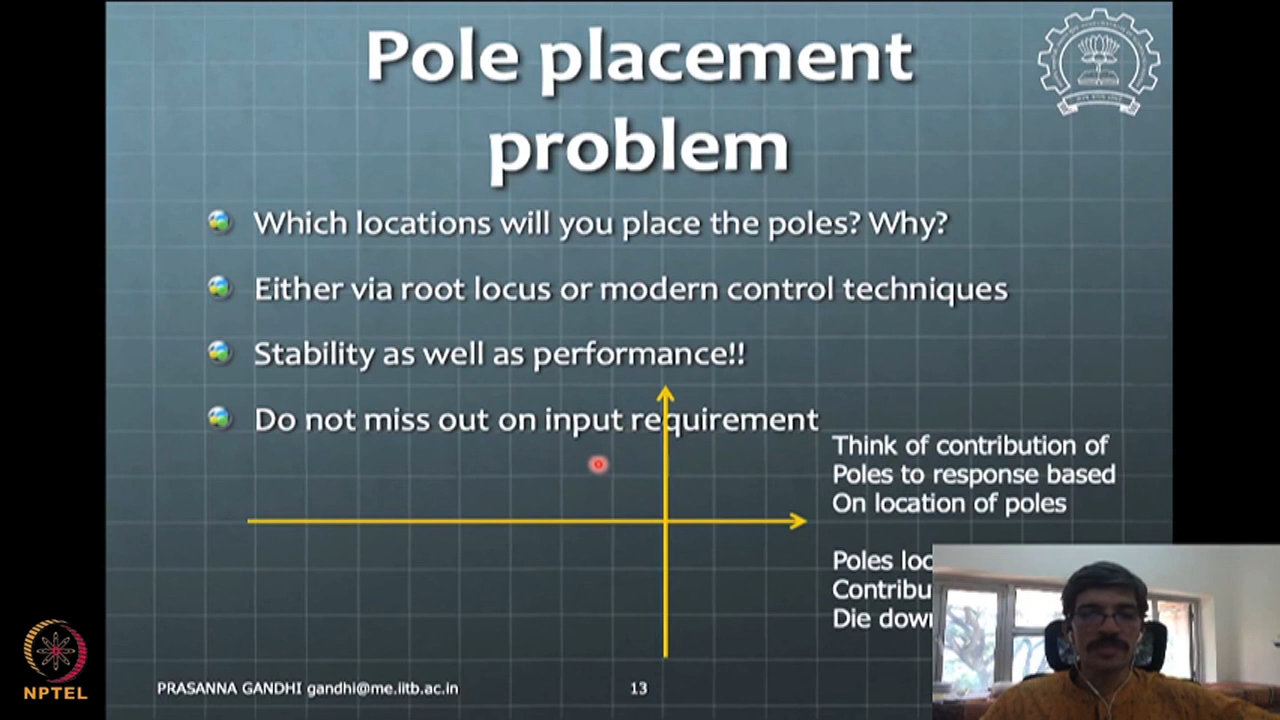 Pole placement
problem
Which locations will you place the poles? Why?
Either via root locus or modern control techniques
Stability as well as performance!!
Do not miss out on input requirement
Think of contribution of
Poles to response based
On location of poles
Poles
Die
NPTEL
PRASANNA GANDHI gandhi@me.iitb.ac.in
13